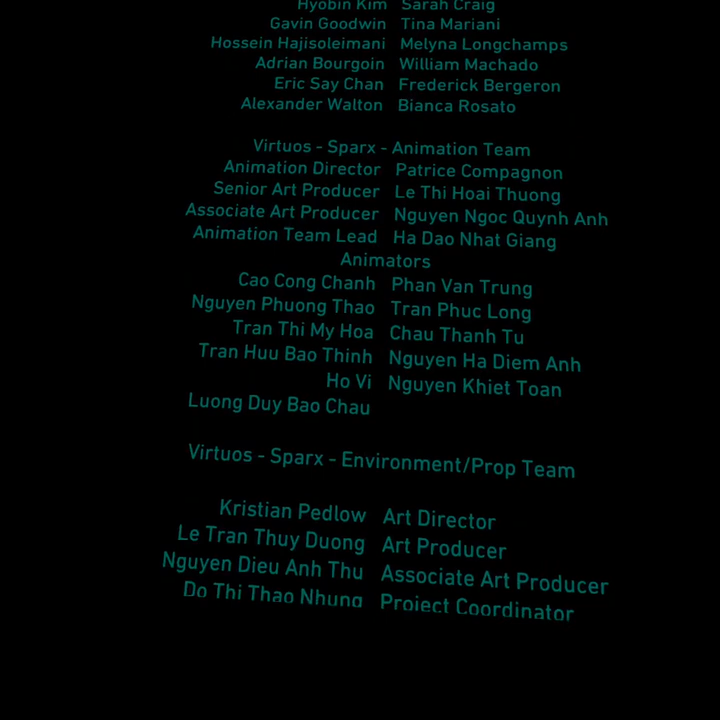 Hyobin Kim Sarah Craig
Gavin Goodwin Tina Mariani
Hossein Hajisoleimani Melyna Longchamps
Adrian Bourgoin William Machado
Eric Say Chan Frederick Bergeron
Alexander Walton Bianca Rosato
Virtuos - Sparx - Animation Team
Animation Director Patrice Compagnon
Senior Art Producer Le Thi Hoai Thuong
Associate Art Producer Nguyen Ngoc Quynh Anh
Animation Team Lead Ha Dao Nhat Giang
Animators
Cao Cong Chanh Phan Van Trung
Nguyen Phuong Thao Tran Phuc Long
Tran Thi My Hoa Chau Thanh Tu
Tran Huu Bao Thinh Nguyen Ha Diem Anh
Ho Vi Nguyen Khiet Toan
Luong Duy Bao Chau
Virtuos - Sparx - Environment/Prop Team
Kristian Pedlow Art Director
Le Tran Thuy Duong Art Producer
Nguyen Dieu Anh Thu Associate Art Producer
Do Thi Thao Nhung Project Coordinator